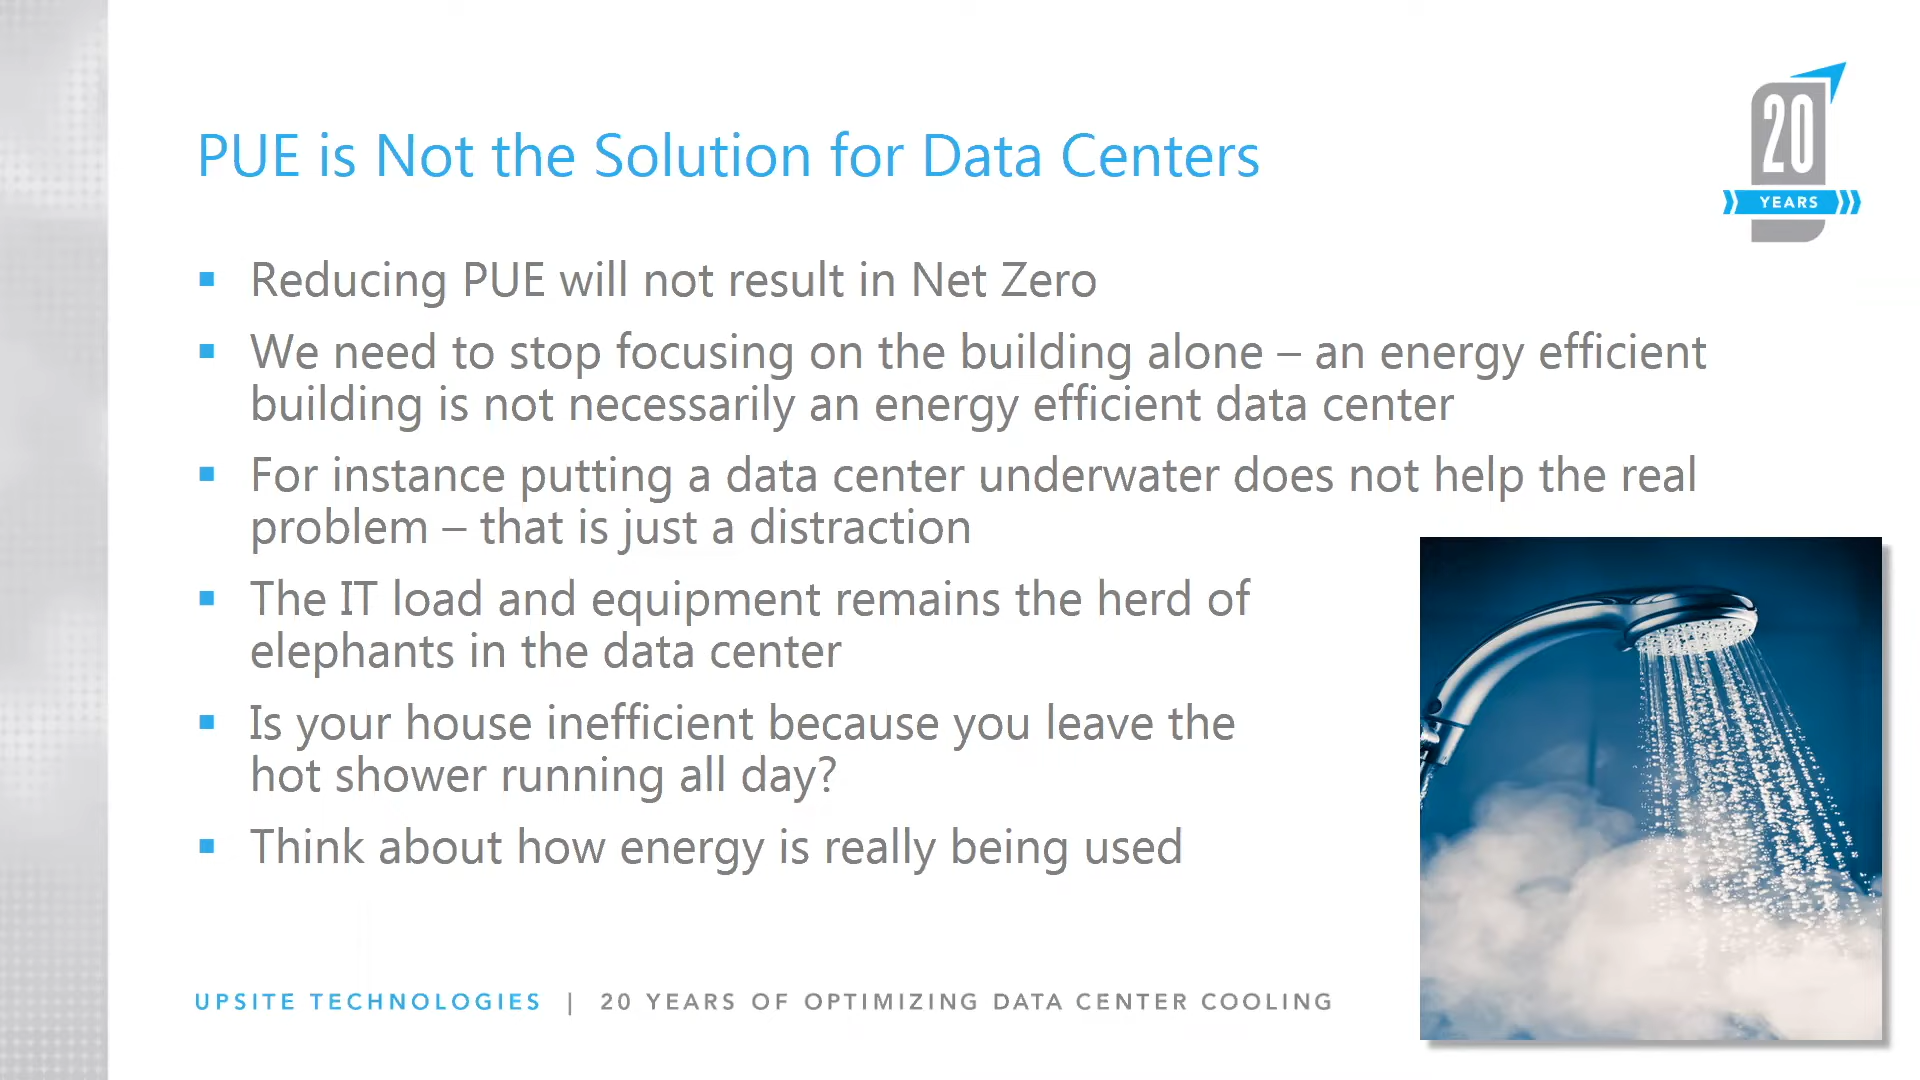 20
YEARS
PUE is Not the Solution for Data Centers
Reducing PUE will not result in Net Zero
We need to stop focusing on the building alone – an energy efficient
building is not necessarily an energy efficient data center
For instance putting a data center underwater does not help the real
problem – that is just a distraction
The IT load and equipment remains the herd of
elephants in the data center
Is your house inefficient because you leave the
hot shower running all day?
Think about how energy is really being used
UPSITE TECHNOLOGIES | 20 YEARS OF OPTIMIZING DATA CENTER COOLING